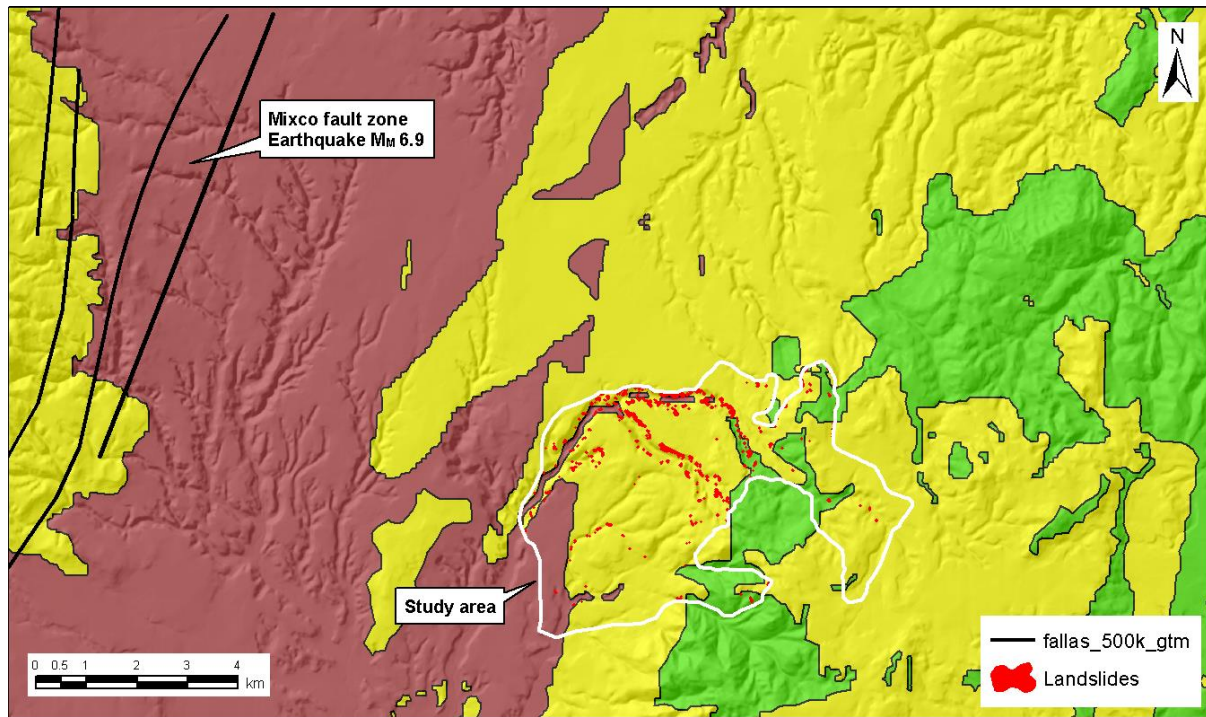 N
Mixco fault zone
Earthquake MM 6.9
Study area
0 0.5 1 2 3 4
km
fallas_500k_gtm
Landslides